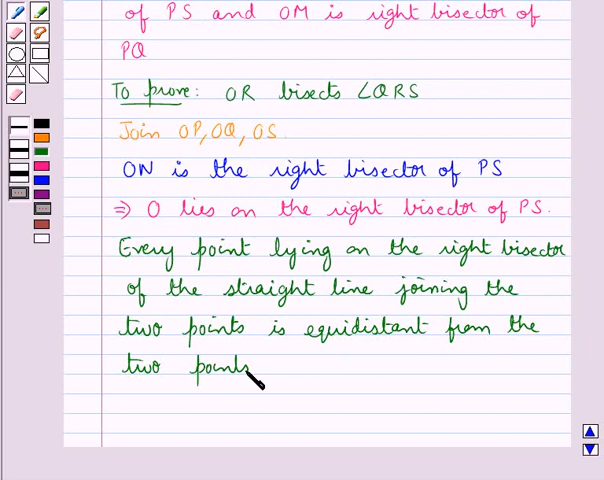 of PS and OM is right bisector of
PQ
To prove: OR bisects ∠QRS
Join OP, OQ, OS.
ON is the right bisector of PS
⇒ O lies on the right bisector of PS.
Every point lying on the right bisector
of the straight line joining the
two points is equidistant from the
two points